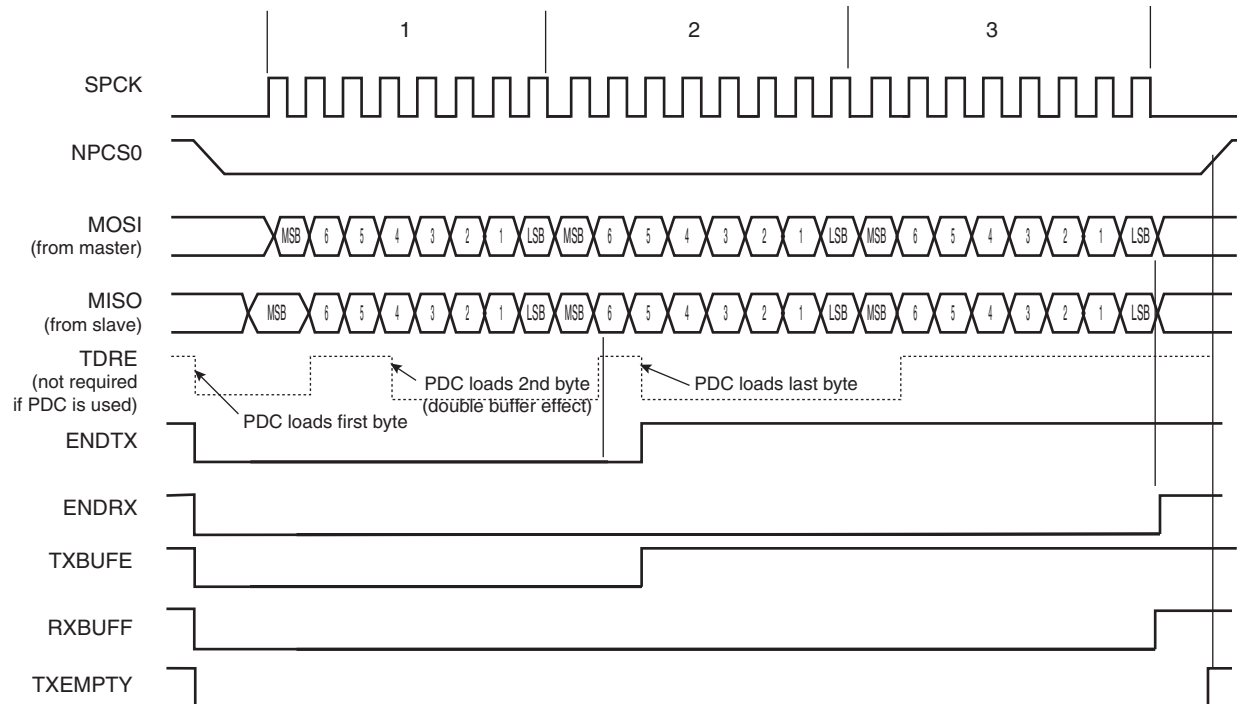 1 2 3
SPCK
NPCS0
MOSI
(from master)
MSB 6 5 4 3 2 1 LSB MSB 6 5 4 3 2 1 LSB MSB 6 5 4 3 2 1 LSB
MISO
(from slave)
MSB 6 5 4 3 2 1 LSB MSB 6 5 4 3 2 1 LSB MSB 6 5 4 3 2 1 LSB
TDRE
(not required
if PDC is used)
PDC loads first byte
PDC loads 2nd byte
(double buffer effect)
PDC loads last byte
ENDTX
ENDRX
TXBUFE
RXBUFF
TXEMPTY